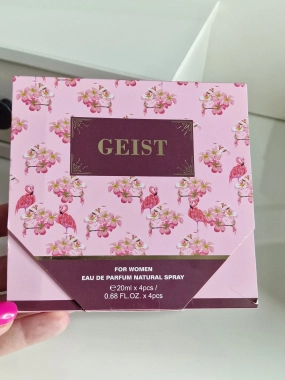 GEIST
FOR WOMEN
EAU DE PARFUM NATURAL SPRAY
℮20ml x 4pcs /
0.68 FL.OZ. x 4pcs